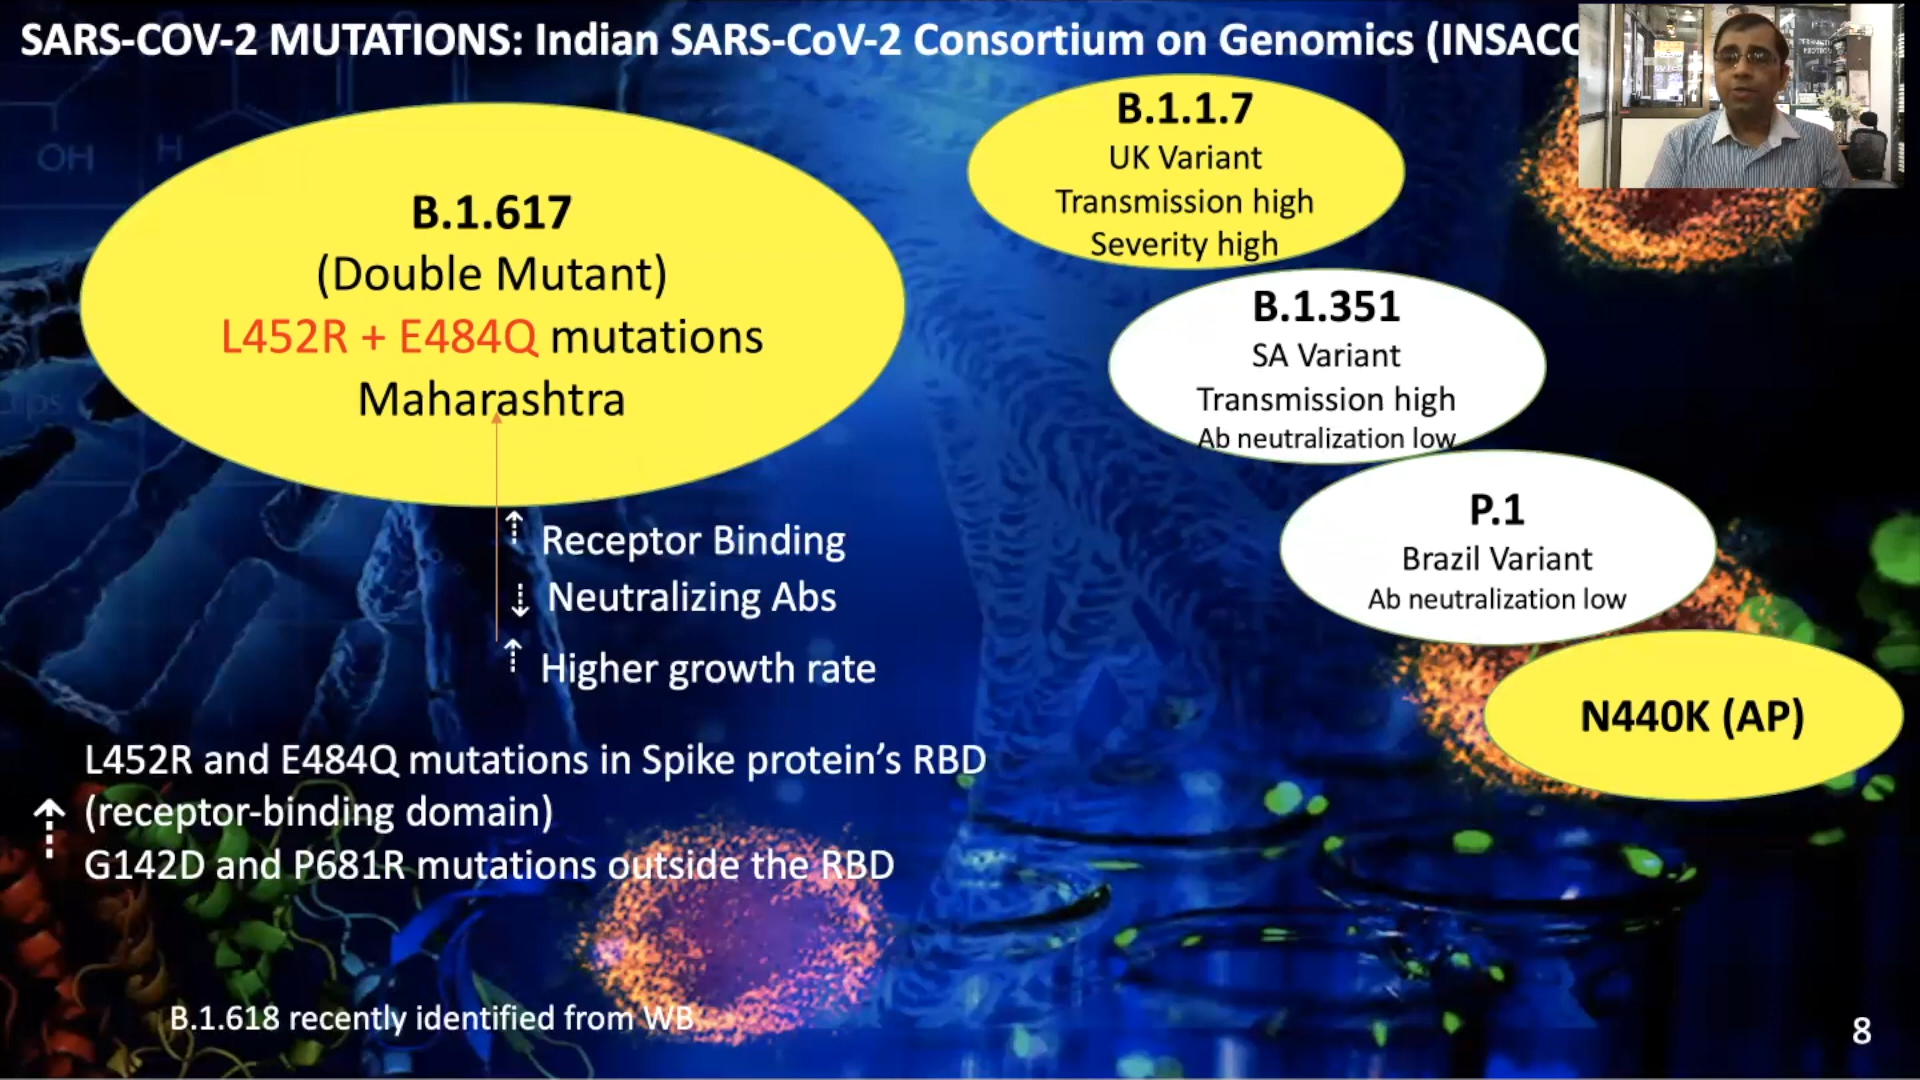 SARS-COV-2 MUTATIONS: Indian SARS-CoV-2 Consortium on Genomics (INSACC
B.1.617
(Double Mutant)
L452R + E484Q mutations
Maharashtra
Receptor Binding
Neutralizing Abs
Higher growth rate
L452R and E484Q mutations in Spike protein’s RBD
(receptor-binding domain)
G142D and P681R mutations outside the RBD
B.1.618 recently identified from WB
B.1.1.7
UK Variant
Transmission high
Severity high
B.1.351
SA Variant
Transmission high
Ab neutralization low
P.1
Brazil Variant
Ab neutralization low
N440K (AP)
OH
H
8